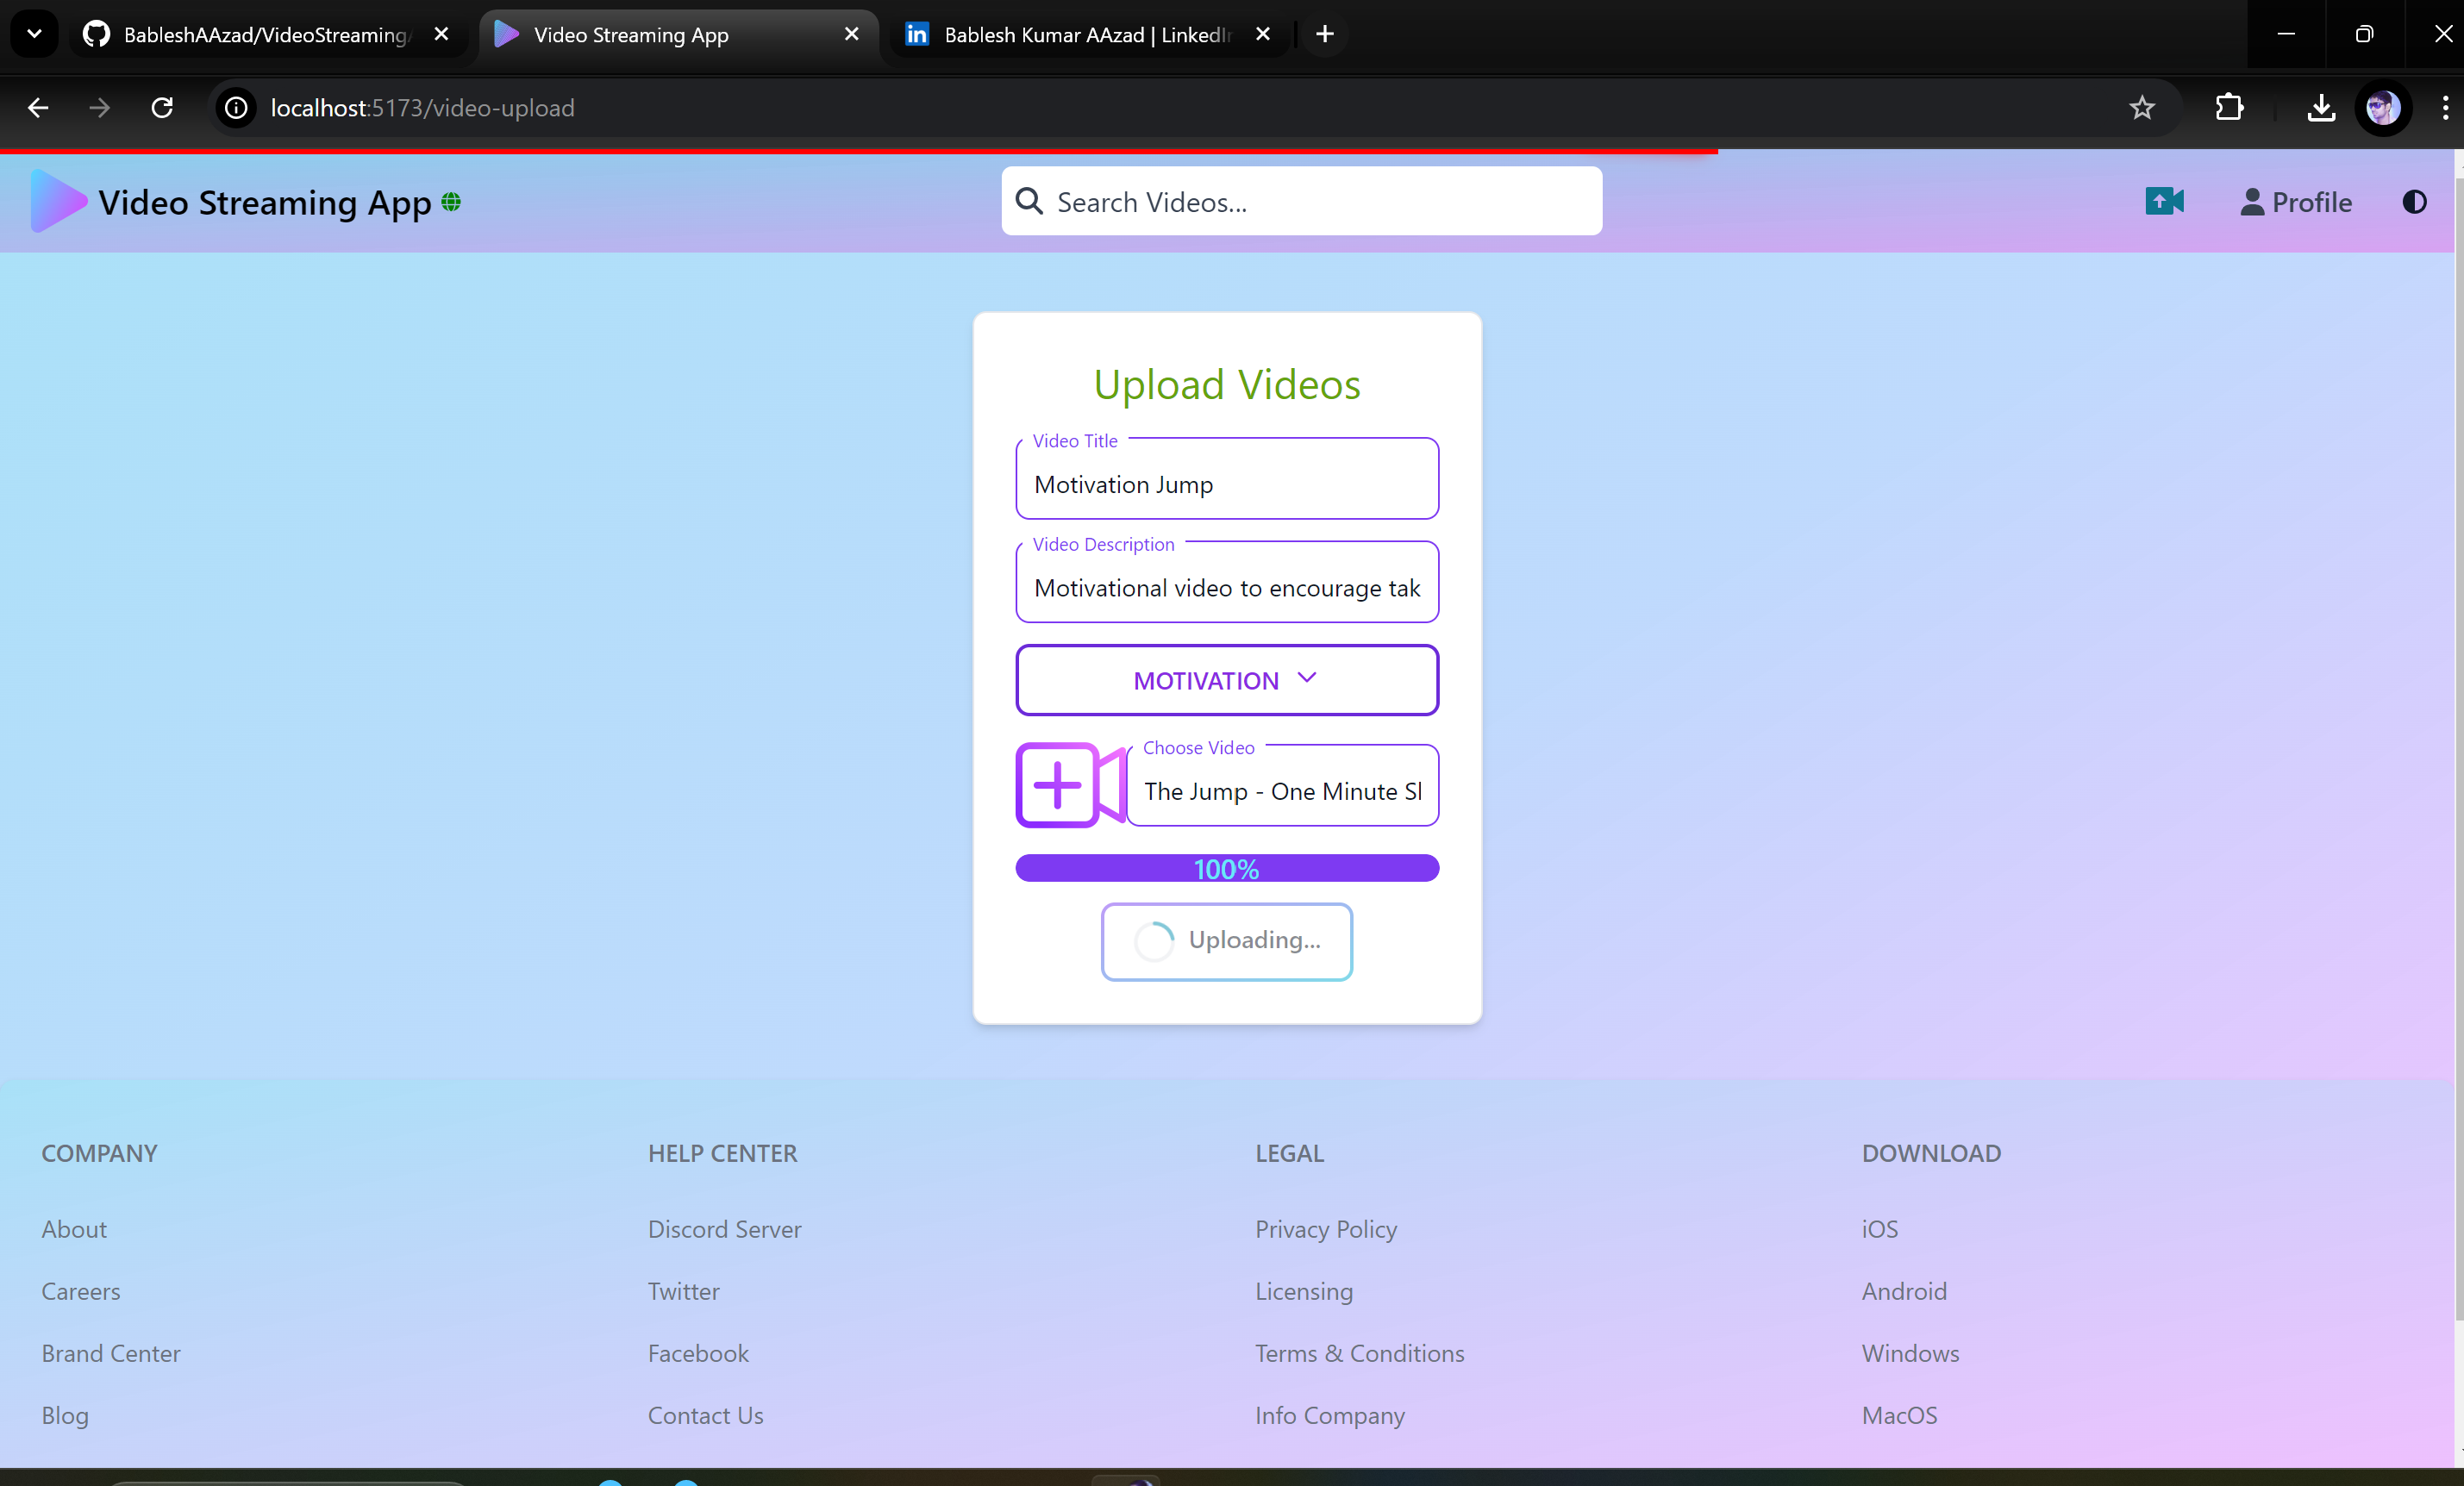 BableshAAzad/VideoStreaming
Video Streaming App
Bablesh Kumar AAzad | LinkedIn
localhost:5173/video-upload
Video Streaming App
Search Videos...
Profile
Upload Videos
Video Title
Motivation Jump
Video Description
Motivational video to encourage tak
MOTIVATION
Choose Video
The Jump - One Minute
100%
Uploading...
COMPANY
HELP CENTER
LEGAL
DOWNLOAD
About
Discord Server
Privacy Policy
iOS
Careers
Twitter
Licensing
Android
Brand Center
Facebook
Terms & Conditions
Windows
Blog
Contact Us
Info Company
MacOS